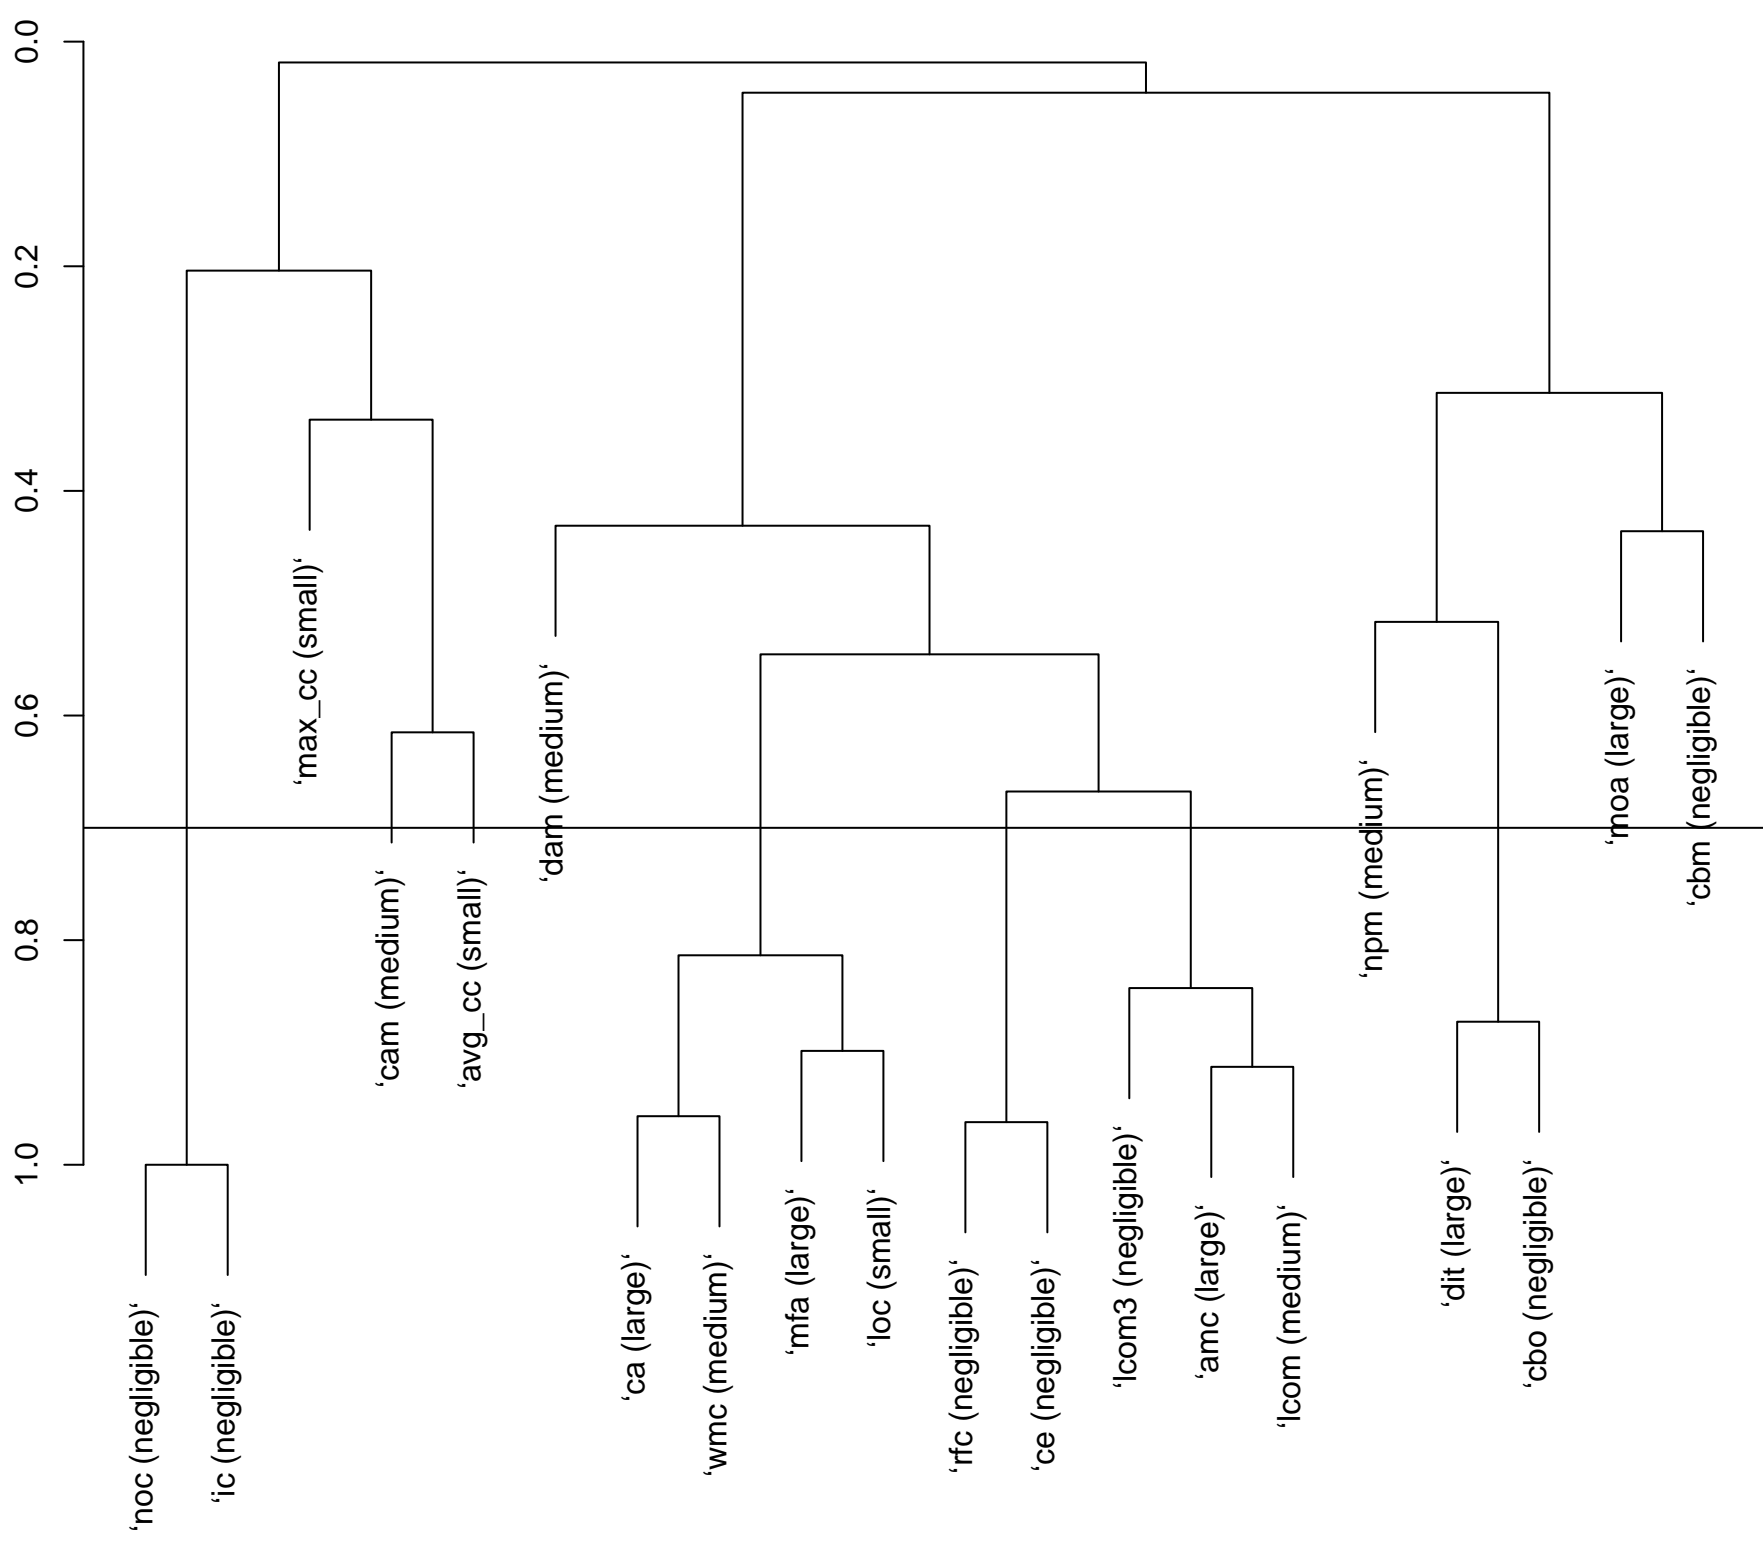 0.0
0.2
0.4
0.6
0.8
1.0
‘noc (negligible)‘
‘ic (negligible)‘
‘max_cc (small)‘
‘cam (medium)‘
‘avg_cc (small)‘
‘dam (medium)‘
‘ca (large)‘
‘wmc (medium)‘
‘mfa (large)‘
‘loc (small)‘
‘rfc (negligible)‘
‘ce (negligible)‘
‘lcom3 (negligible)‘
‘amc (large)‘
‘lcom (medium)‘
‘npm (medium)‘
‘dit (large)‘
‘cbo (negligible)‘
‘moa (large)‘
‘cbm (negligible)‘